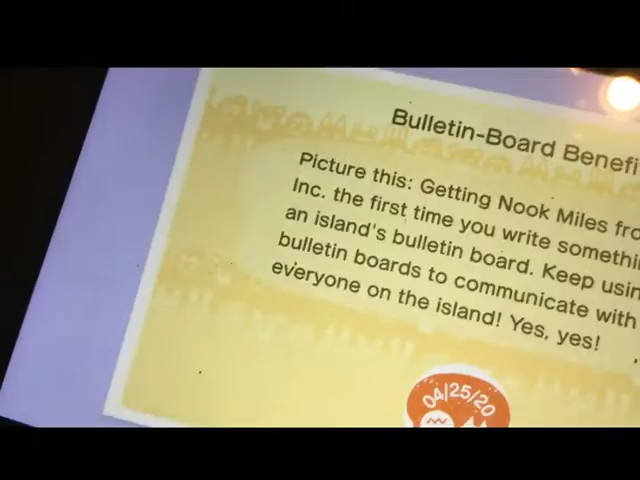 Bulletin-Board Benefi
Picture this: Getting Nook Miles fro
Inc. the first time you write somethi
an island's bulletin board. Keep usin
bulletin boards to communicate with
everyone on the island! Yes, yes!
04/25/20